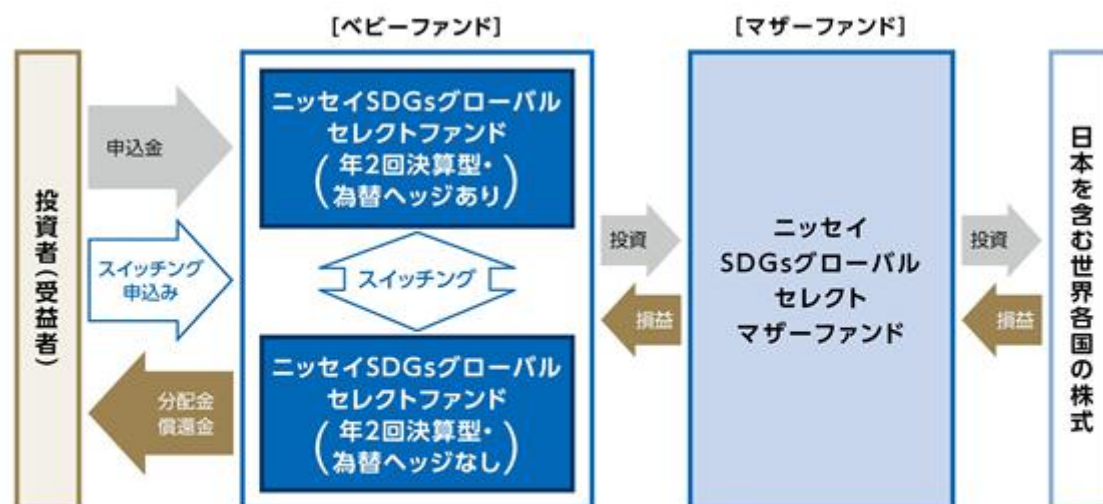 [ベビーファンド]
[マザーファンド]
投資者(受益者)
申込金
スイッチング
申込み
分配金
償還金
ニッセイSDGsグローバル
セレクトファンド
(年2回決算型・
為替ヘッジあり)
スイッチング
ニッセイSDGsグローバル
セレクトファンド
(年2回決算型・
為替ヘッジなし)
投資
損益
ニッセイ
SDGsグローバル
セレクト
マザーファンド
投資
損益
日本を含む世界各国の株式